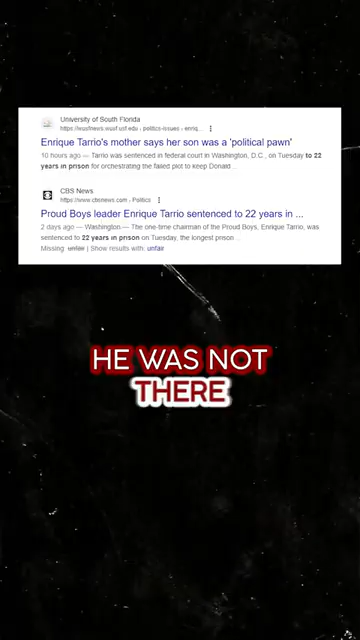 University of South Florida
https://wusfnews.wusf.usf.edu › politics-issues › enriq...
Enrique Tarrio's mother says her son was a 'political pawn'
10 hours ago — Tarrio was sentenced in federal court in Washington, D.C., on Tuesday to 22
years in prison for orchestrating the failed plot to keep Donald ...
CBS News
https://www.cbsnews.com › Politics
Proud Boys leader Enrique Tarrio sentenced to 22 years in ...
2 days ago — Washington — The one-time chairman of the Proud Boys, Enrique Tarrio, was
sentenced to 22 years in prison on Tuesday, the longest prison ...
Missing: unfair | Show results with: unfair
HE WAS NOT
THERE